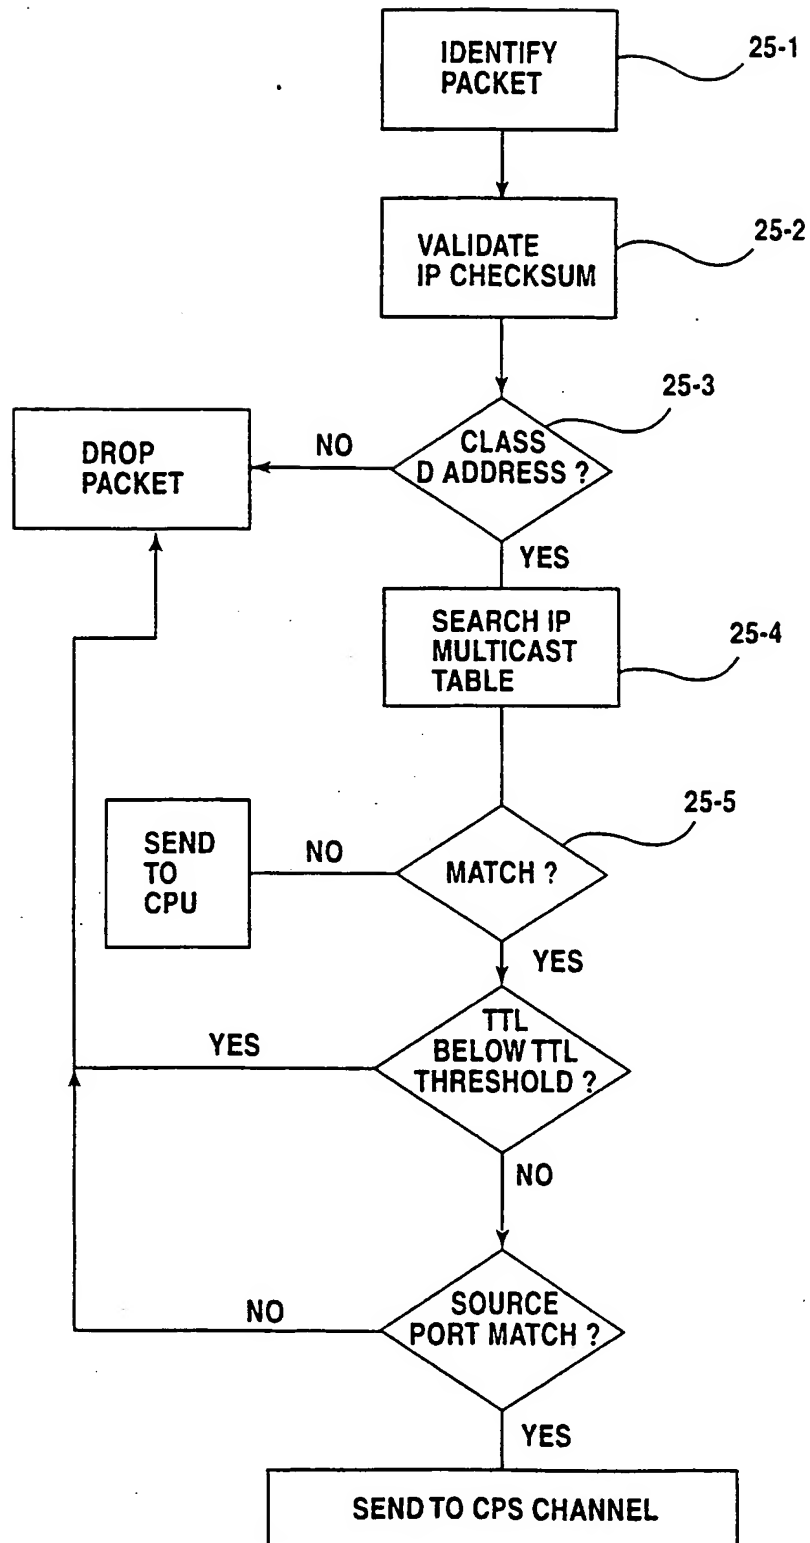 IDENTIFY
PACKET
25-1
VALIDATE
IP CHECKSUM
25-2
25-3
CLASS
D ADDRESS ?
NO
DROP
PACKET
YES
SEARCH IP
MULTICAST
TABLE
25-4
25-5
MATCH ?
NO
SEND
TO
CPU
YES
TTL
BELOW TTL
THRESHOLD ?
YES
NO
SOURCE
PORT MATCH ?
NO
YES
SEND TO CPS CHANNEL